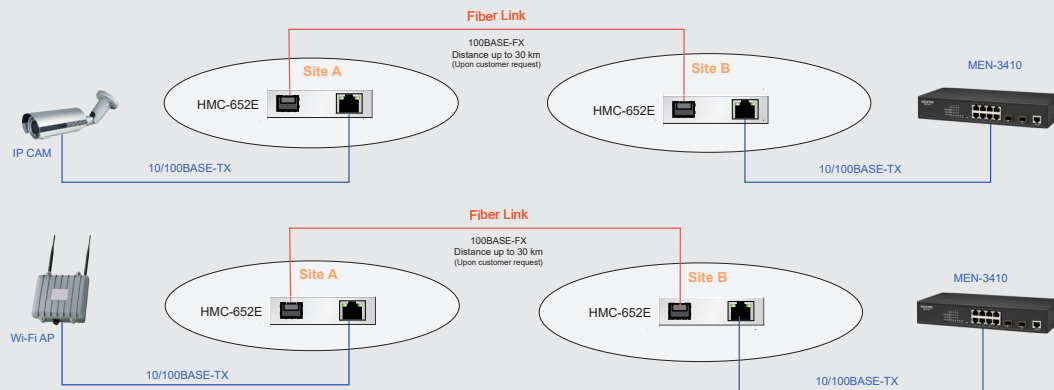 Fiber Link
100BASE-FX
Distance up to 30 km
(Upon customer request)
Site A
Site B
MEN-3410
HMC-652E
HMC-652E
IP CAM
10/100BASE-TX
10/100BASE-TX
Fiber Link
100BASE-FX
Distance up to 30 km
(Upon customer request)
Site A
Site B
MEN-3410
HMC-652E
HMC-652E
Wi-Fi AP
10/100BASE-TX
10/100BASE-TX